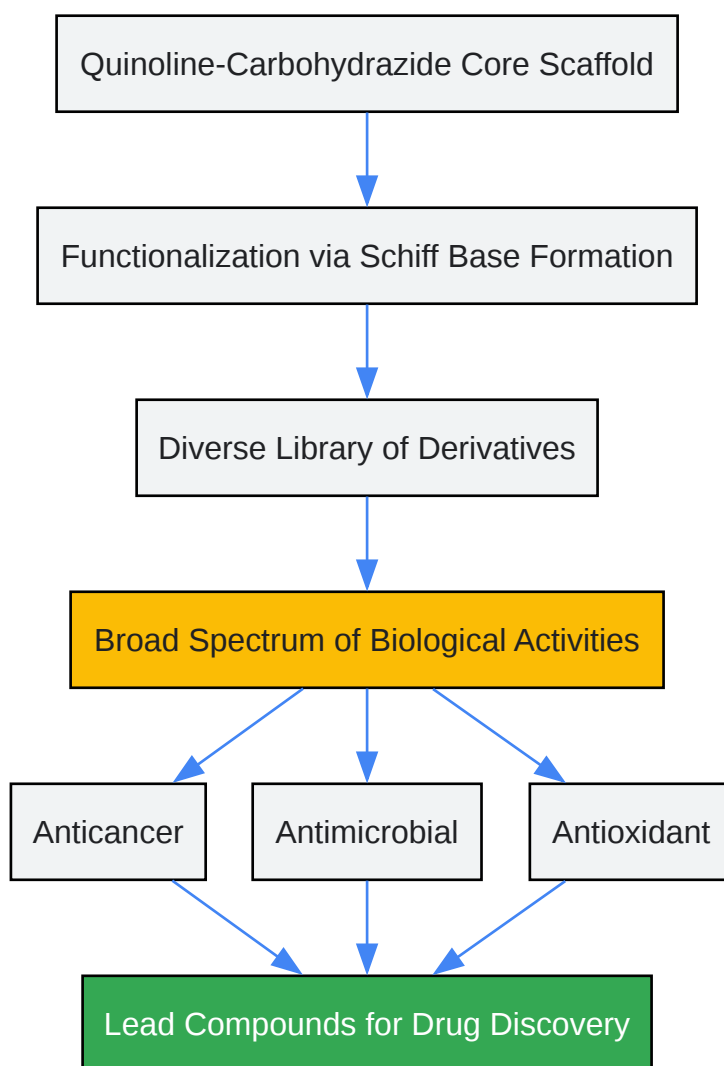 Quinoline-Carbohydrazide Core Scaffold
Functionalization via Schiff Base Formation
Diverse Library of Derivatives
Broad Spectrum of Biological Activities
Anticancer
Antimicrobial
Antioxidant
Lead Compounds for Drug Discovery